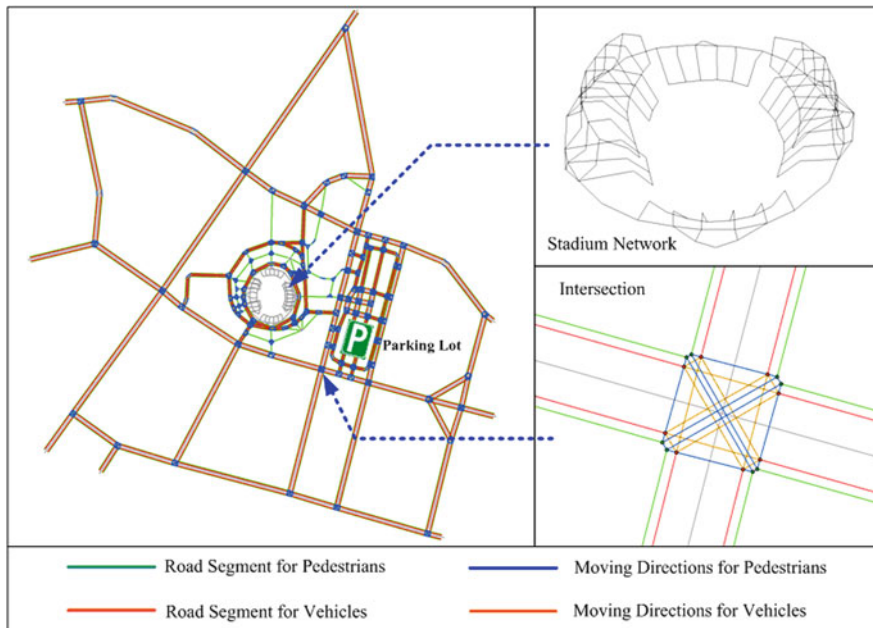 Stadium Network
Intersection
P
Parking Lot
Road Segment for Pedestrians
Moving Directions for Pedestrians
Road Segment for Vehicles
Moving Directions for Vehicles